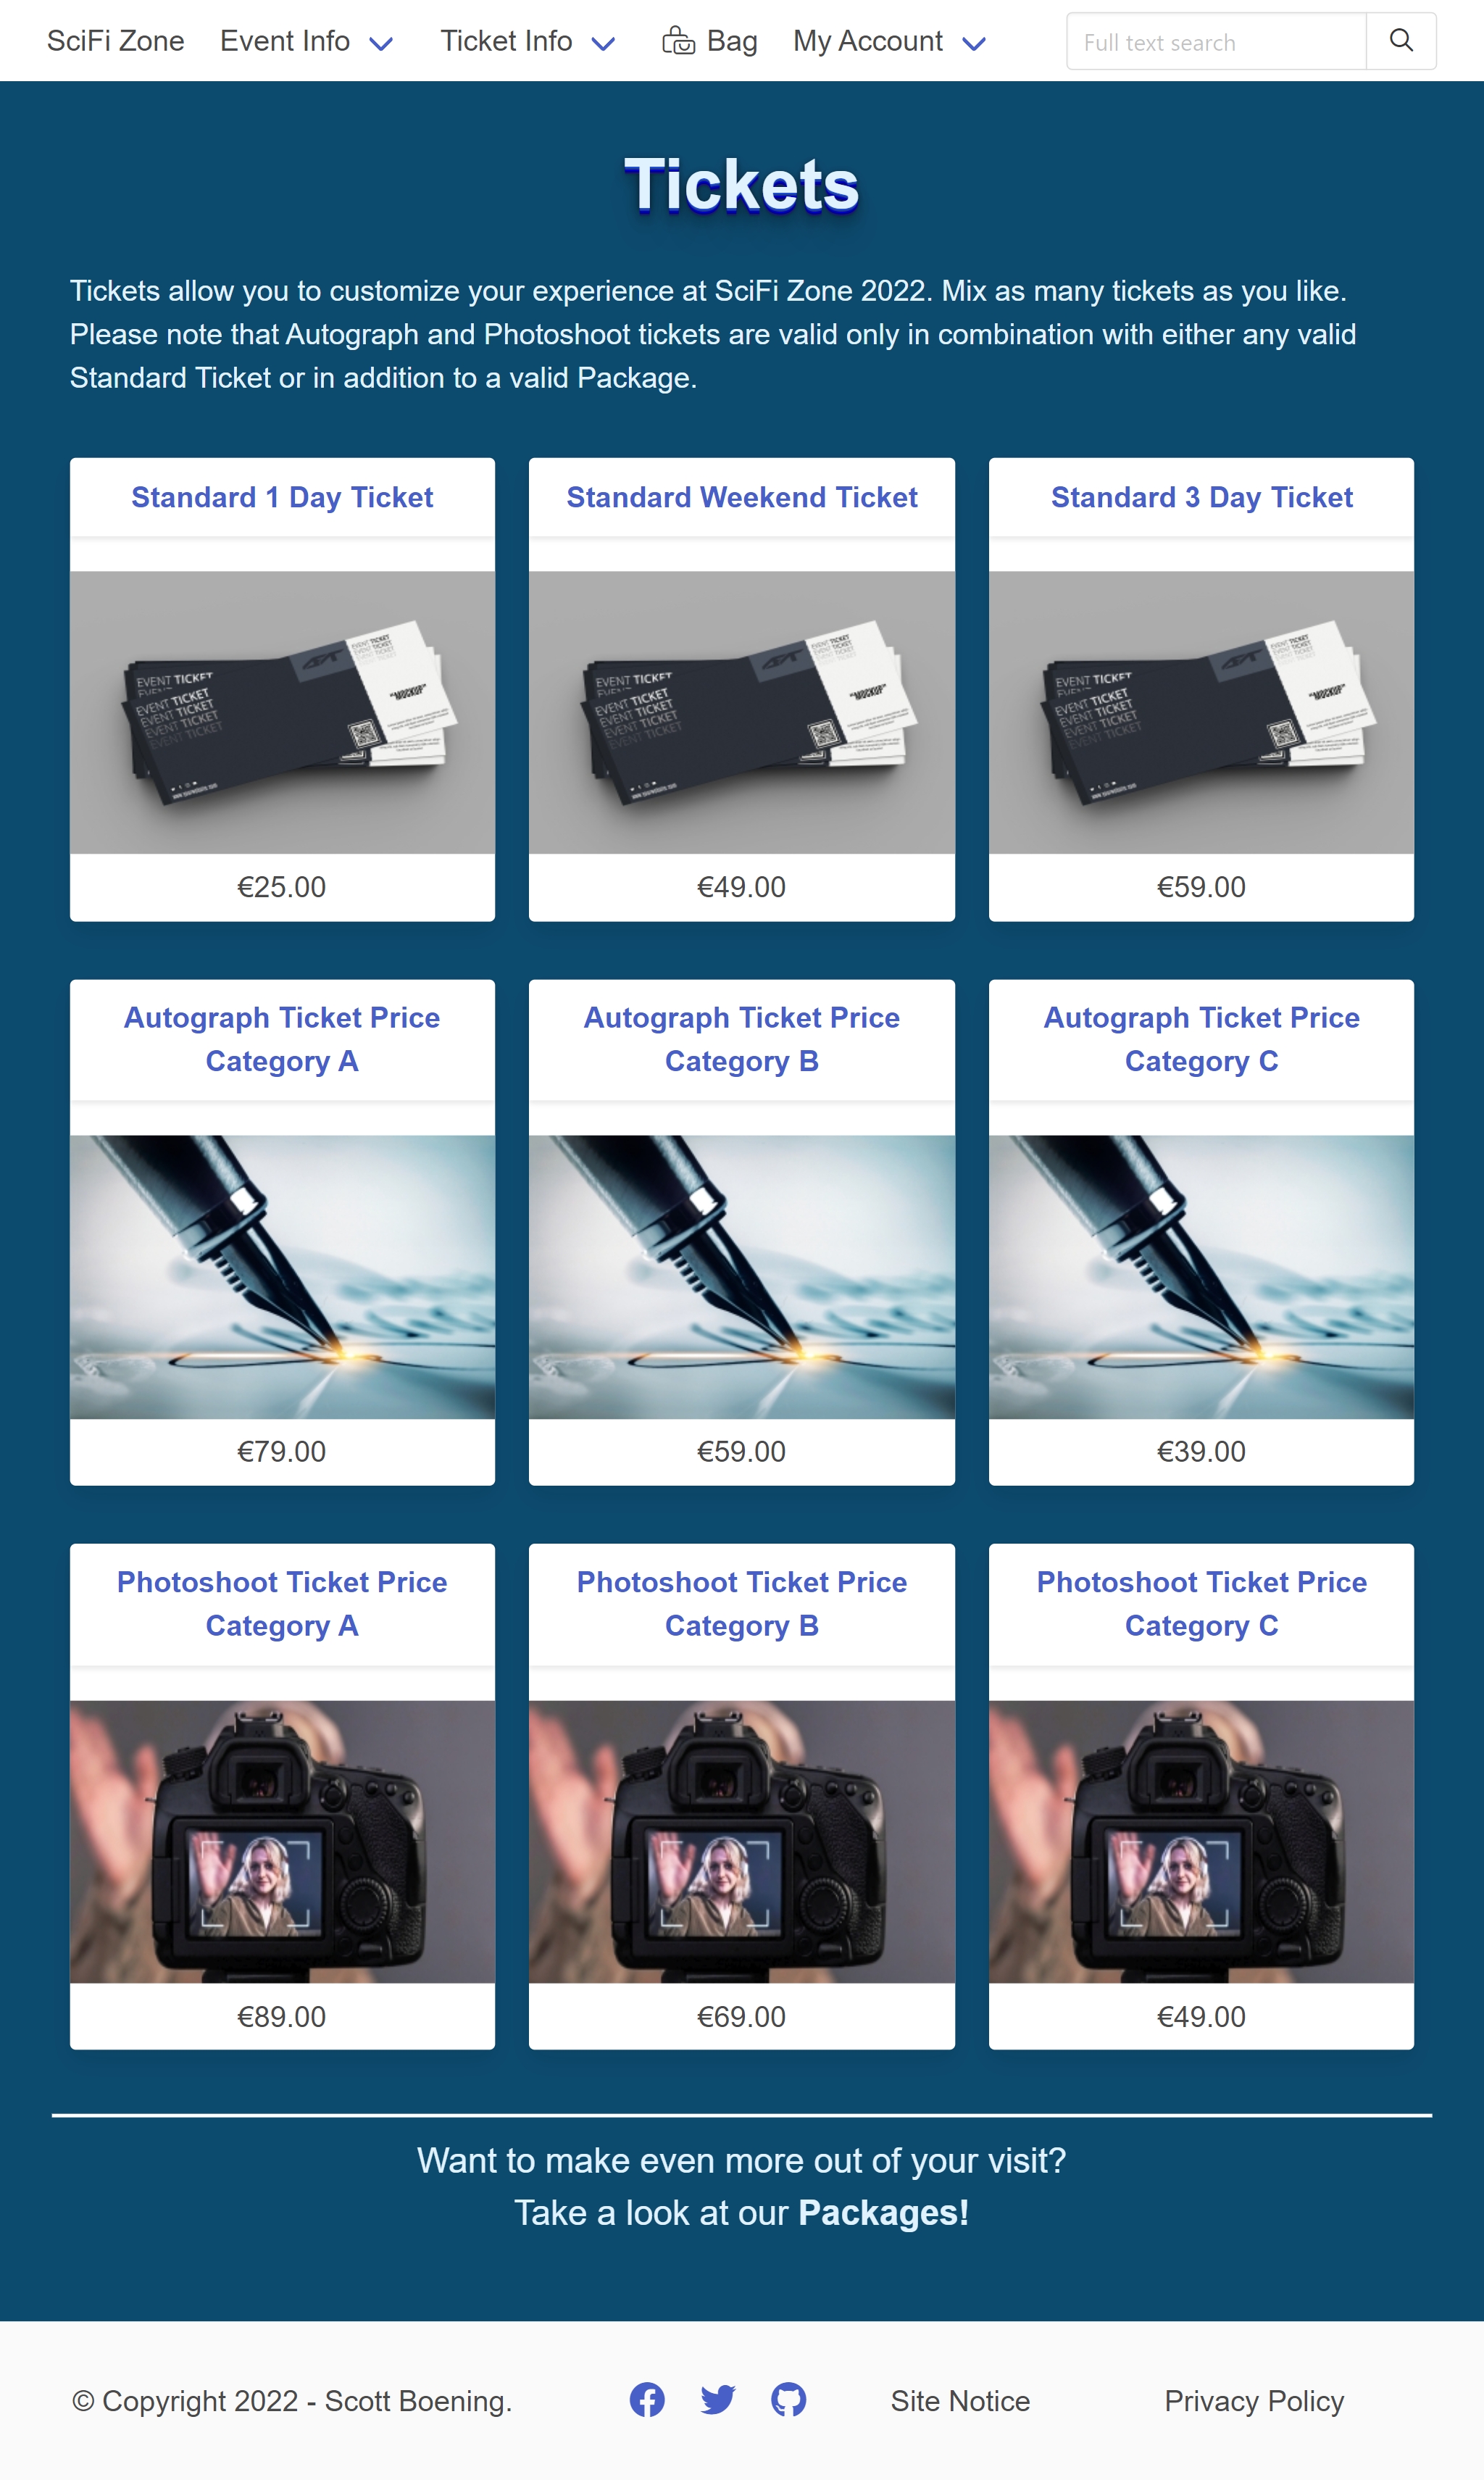 SciFi Zone Event Info Ticket Info Bag My Account Full text search
Tickets
Tickets allow you to customize your experience at SciFi Zone 2022. Mix as many tickets as you like.
Please note that Autograph and Photoshoot tickets are valid only in combination with either any valid
Standard Ticket or in addition to a valid Package.
Standard 1 Day Ticket
EVENT TICKET
EVENT TICKET
EVENT TICKET
EVENT TICKET
"MOCKUP"
€25.00
Standard Weekend Ticket
EVENT TICKET
EVENT TICKET
EVENT TICKET
EVENT TICKET
"MOCKUP"
€49.00
Standard 3 Day Ticket
EVENT TICKET
EVENT TICKET
EVENT TICKET
EVENT TICKET
"MOCKUP"
€59.00
Autograph Ticket Price
Category A
€79.00
Autograph Ticket Price
Category B
€59.00
Autograph Ticket Price
Category C
€39.00
Photoshoot Ticket Price
Category A
€89.00
Photoshoot Ticket Price
Category B
€69.00
Photoshoot Ticket Price
Category C
€49.00
Want to make even more out of your visit?
Take a look at our Packages!
© Copyright 2022 - Scott Boening. Site Notice Privacy Policy